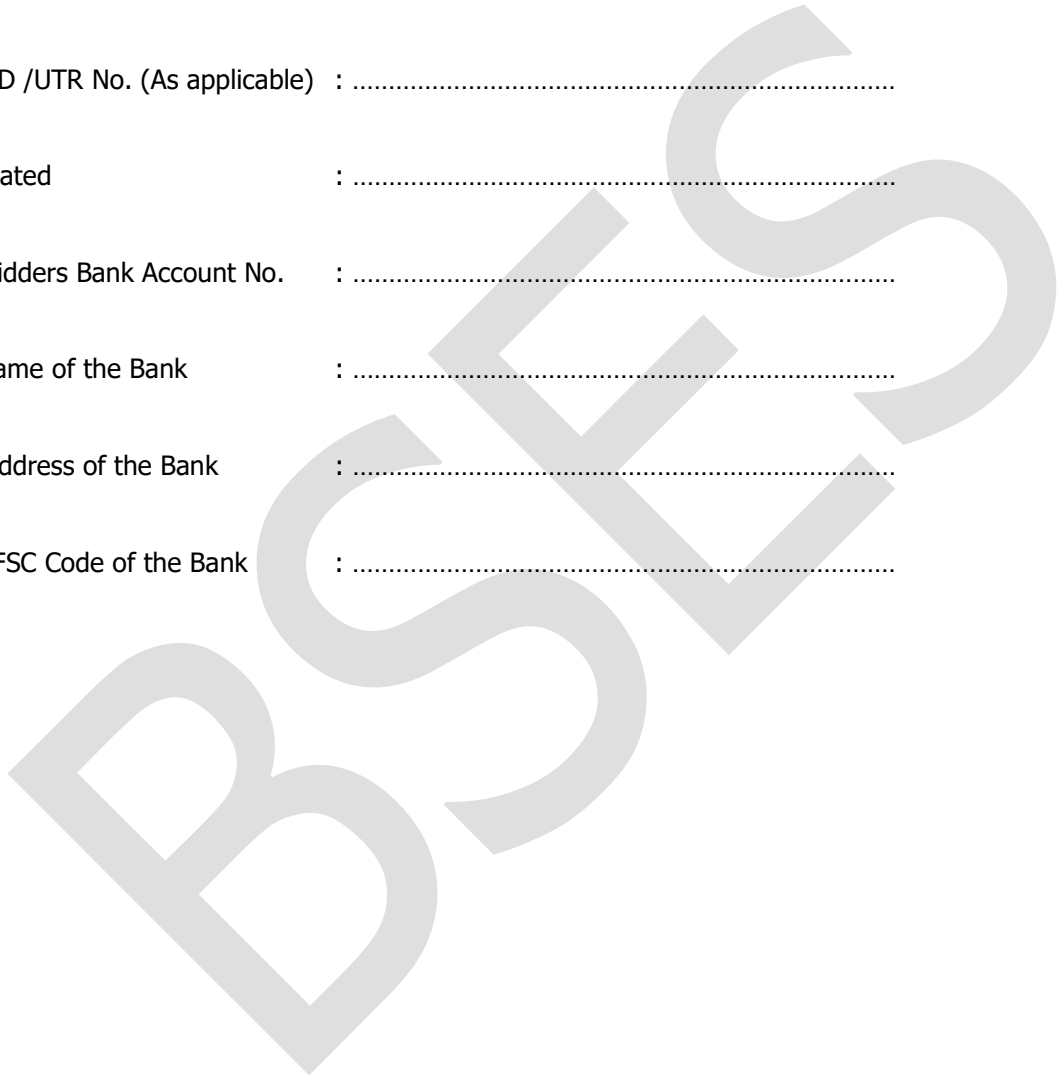 D /UTR No. (As applicable) : ........................................................................
ated : ........................................................................
idders Bank Account No. : ........................................................................
ame of the Bank : ........................................................................
ddress of the Bank : ........................................................................
FSC Code of the Bank : ........................................................................
BSES